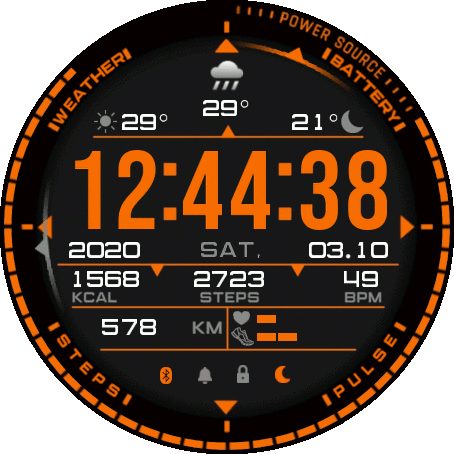 POWER SOURCE
WEATHER
BATTERY
29°
29°
21°
12:44:38
2020 SAT, 03.10
1568 2723 49
KCAL STEPS BPM
578 KM
STEPS
PULSE